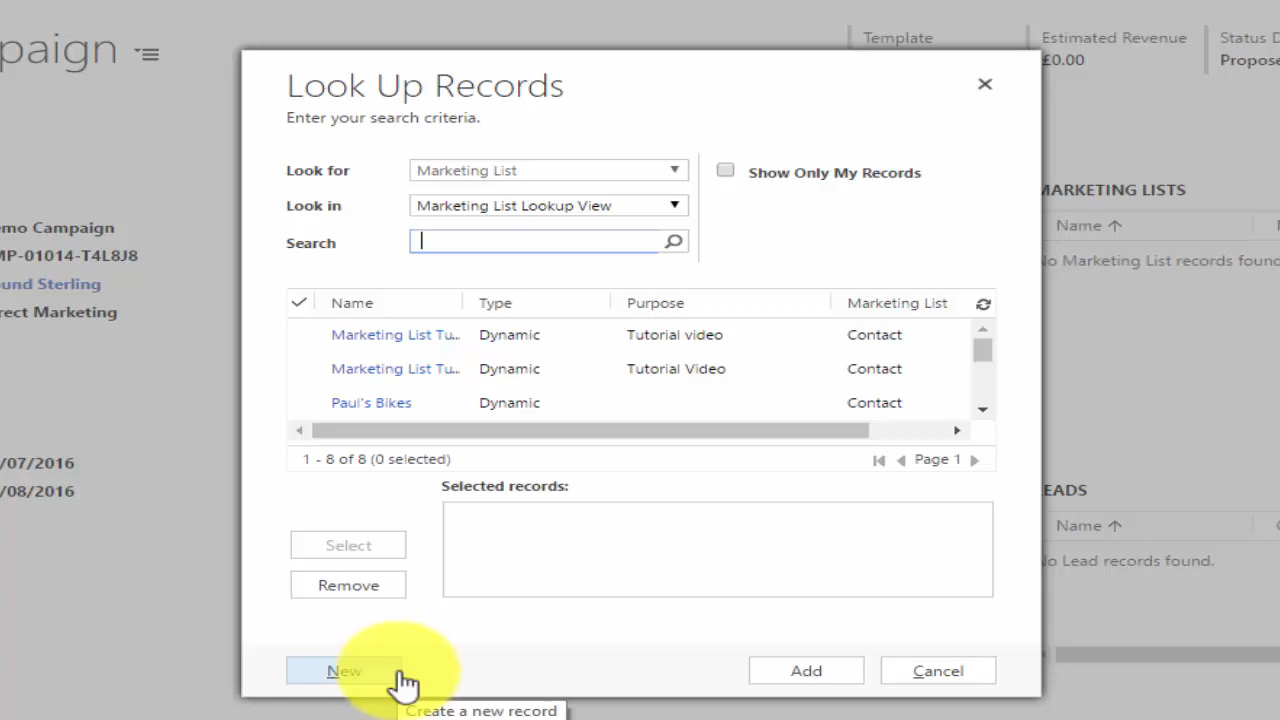 paign
Template
Estimated Revenue
£0.00
Status D
Propose
Look Up Records
Enter your search criteria.
Look for
Marketing List
Show Only My Records
Look in
Marketing List Lookup View
Search
MARKETING LISTS
Name
No Marketing List records found
emo Campaign
MP-01014-T4L8J8
ound Sterling
rect Marketing
Name Type Purpose Marketing List
Marketing List Tu... Dynamic Tutorial video Contact
Marketing List Tu... Dynamic Tutorial Video Contact
Paul's Bikes Dynamic Contact
1 - 8 of 8 (0 selected)
Page 1
/07/2016
/08/2016
Selected records:
EADS
Name
No Lead records found.
Select
Remove
New
Add
Cancel
Create a new record